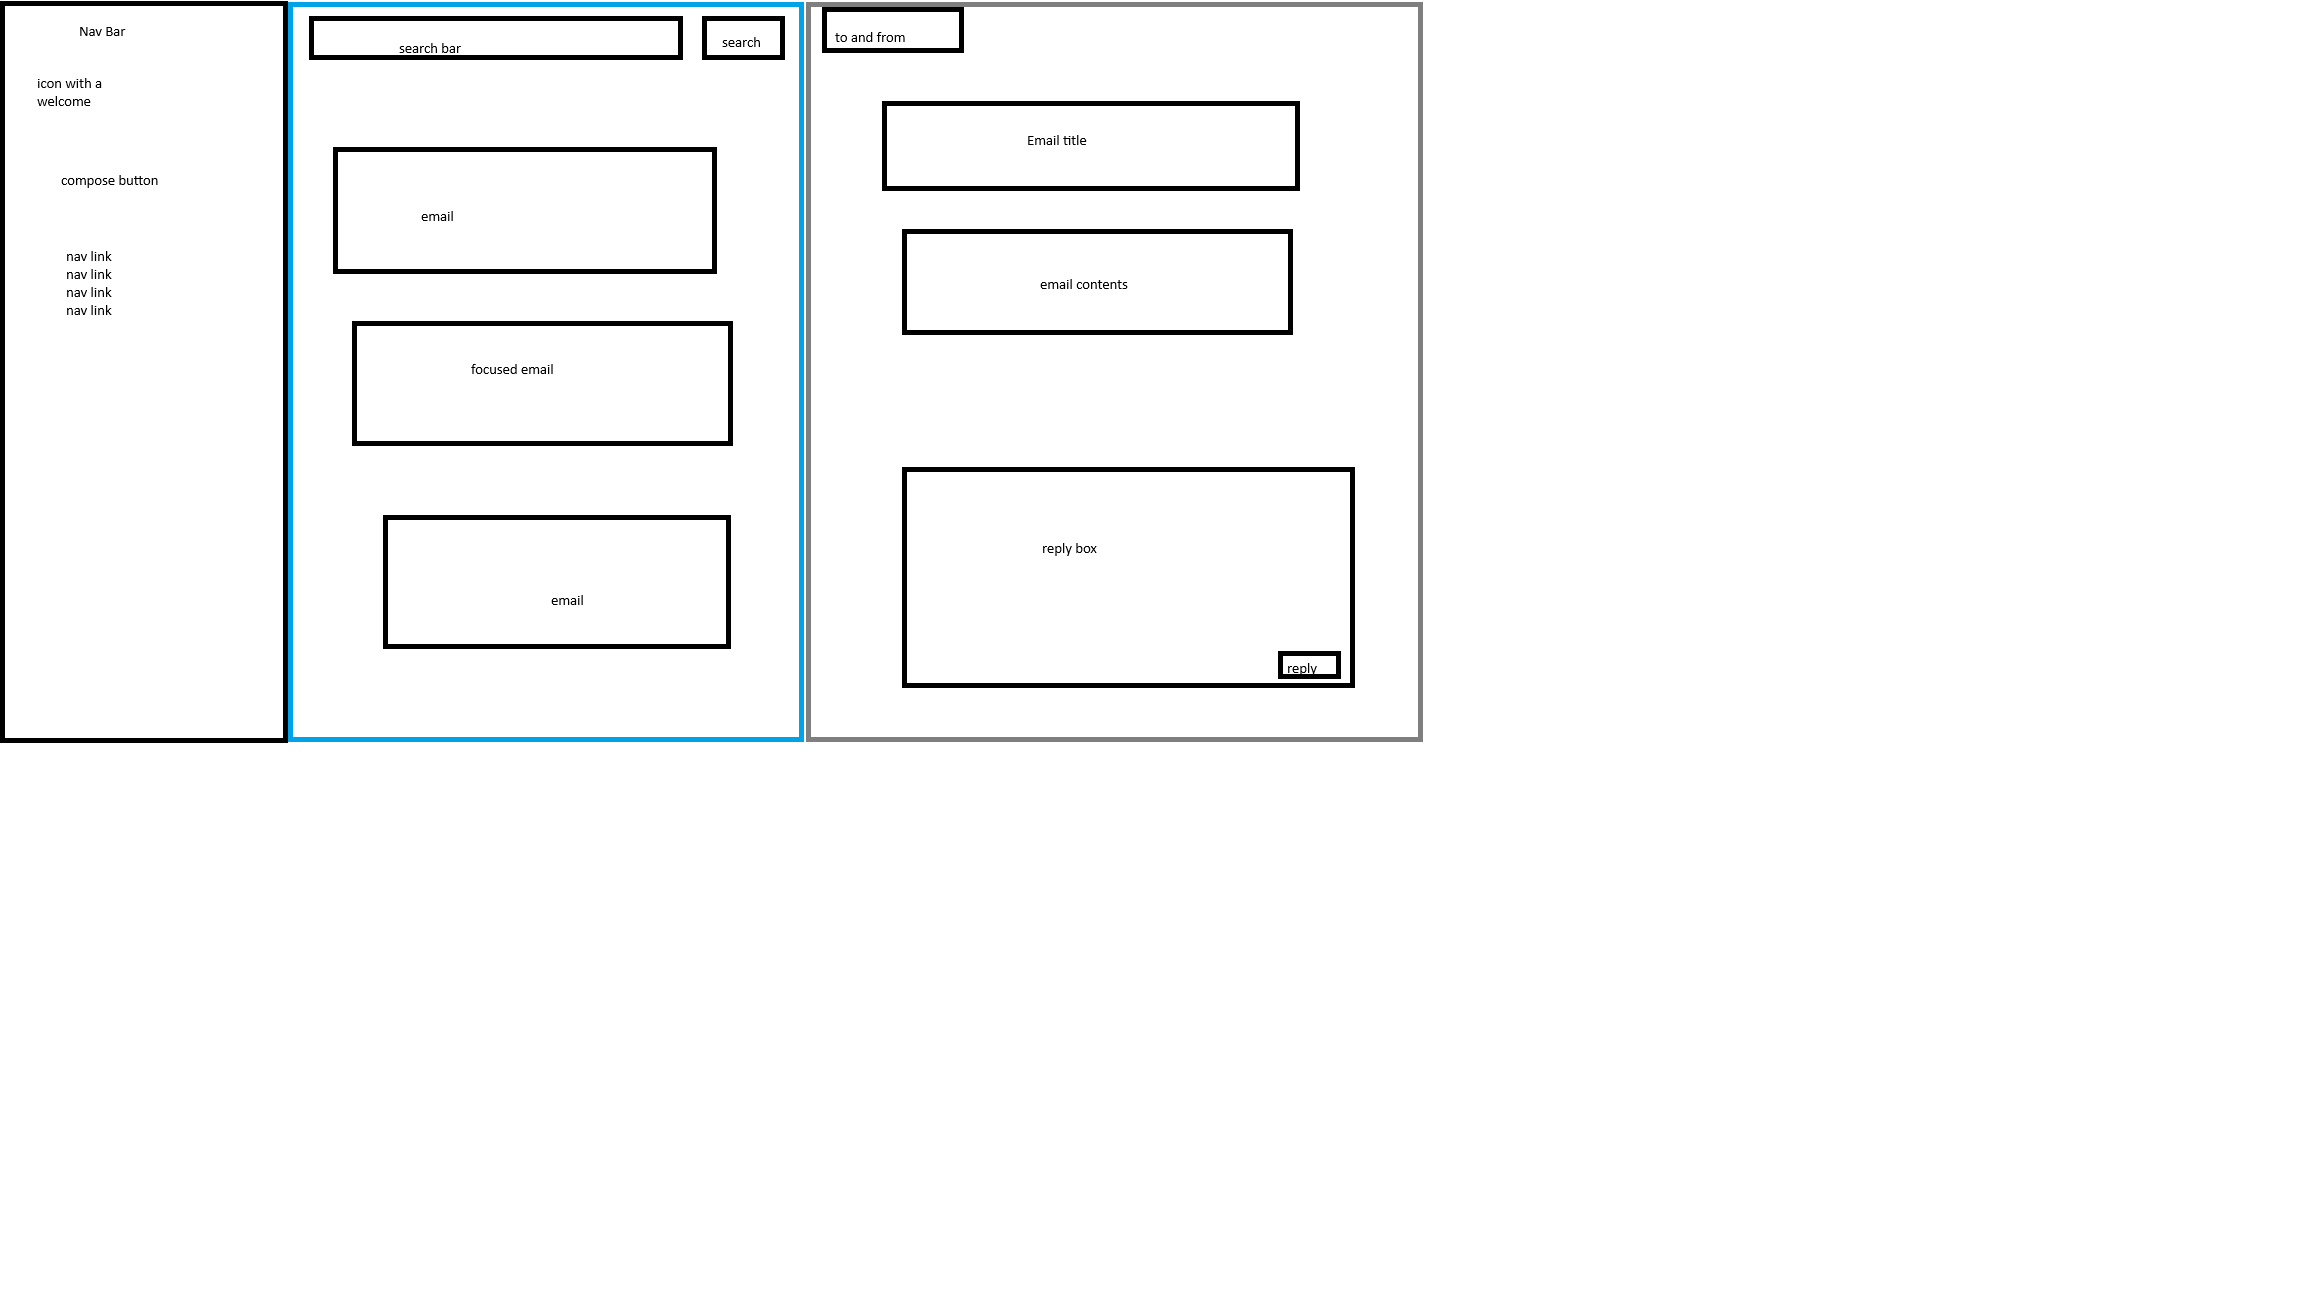 Nav Bar
icon with a
welcome
compose button
nav link
nav link
nav link
nav link
search bar
search
email
focused email
email
to and from
Email title
email contents
reply box
reply